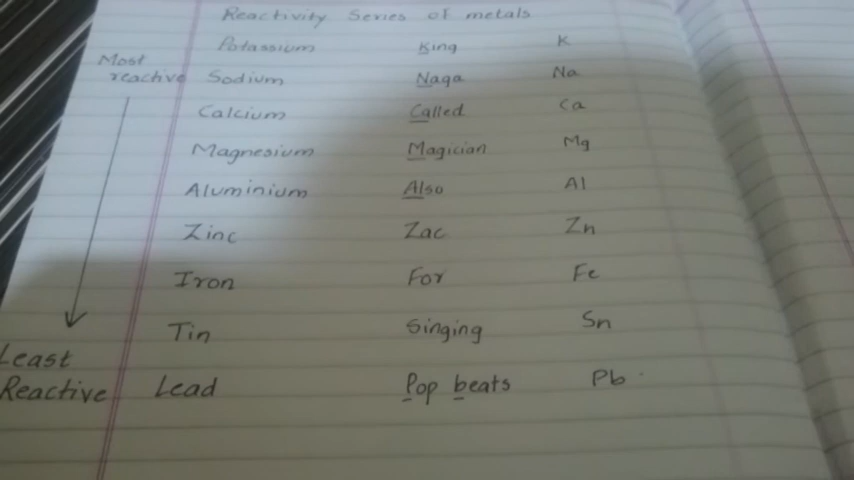 Reactivity Series of metals
Potassium King K
Most
reactive Sodium Naga Na
Calcium Called Ca
Magnesium Magician Mg
Aluminium Also Al
Zinc Zac Zn
Iron For Fe
Tin Singing Sn
Least
Reactive Lead Pop beats Pb